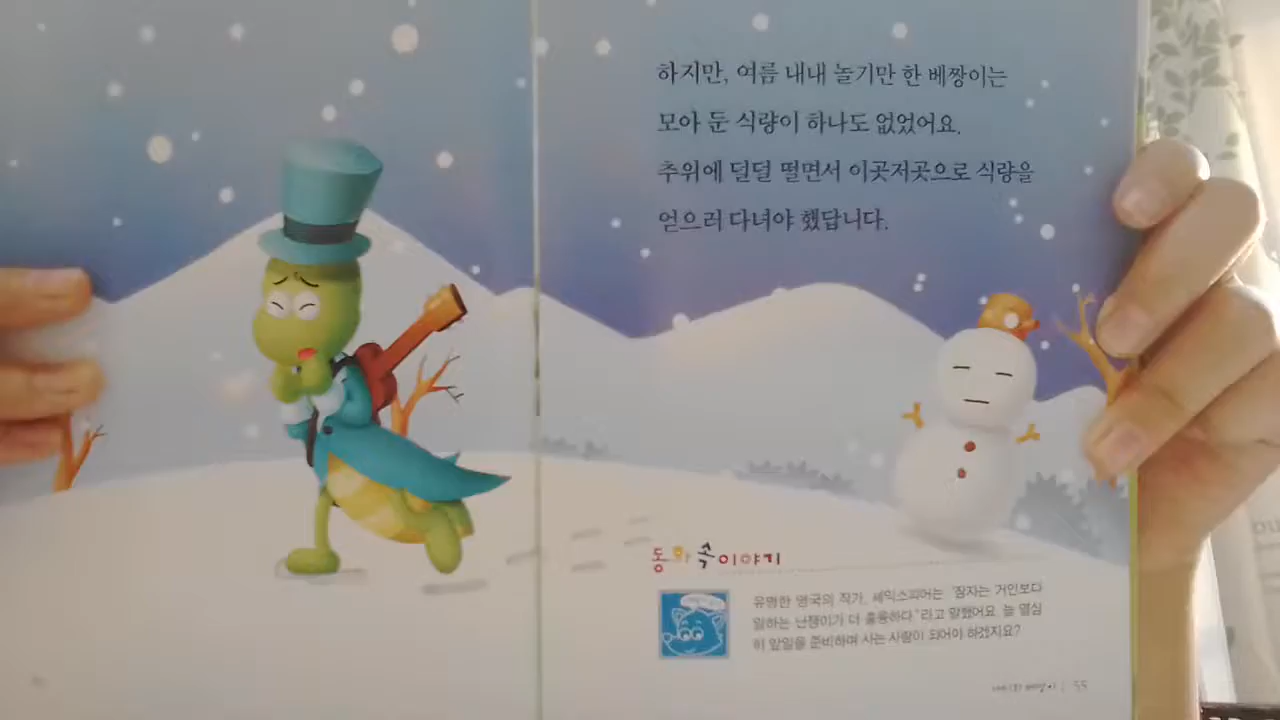 하지만, 여름 내내 놀기만 한 베짱이는
모아 둔 식량이 하나도 없었어요.
추위에 덜덜 떨면서 이곳저곳으로 식량을
얻으러 다녀야 했답니다.
동화 속 이야기
유명한 영국의 작가, 셰익스피어는 '잠자는 거인보다
일하는 난쟁이가 더 훌륭하다.'라고 말했어요. 늘 열심
히 앞일을 준비하며 사는 사람이 되어야 하겠지요?
55